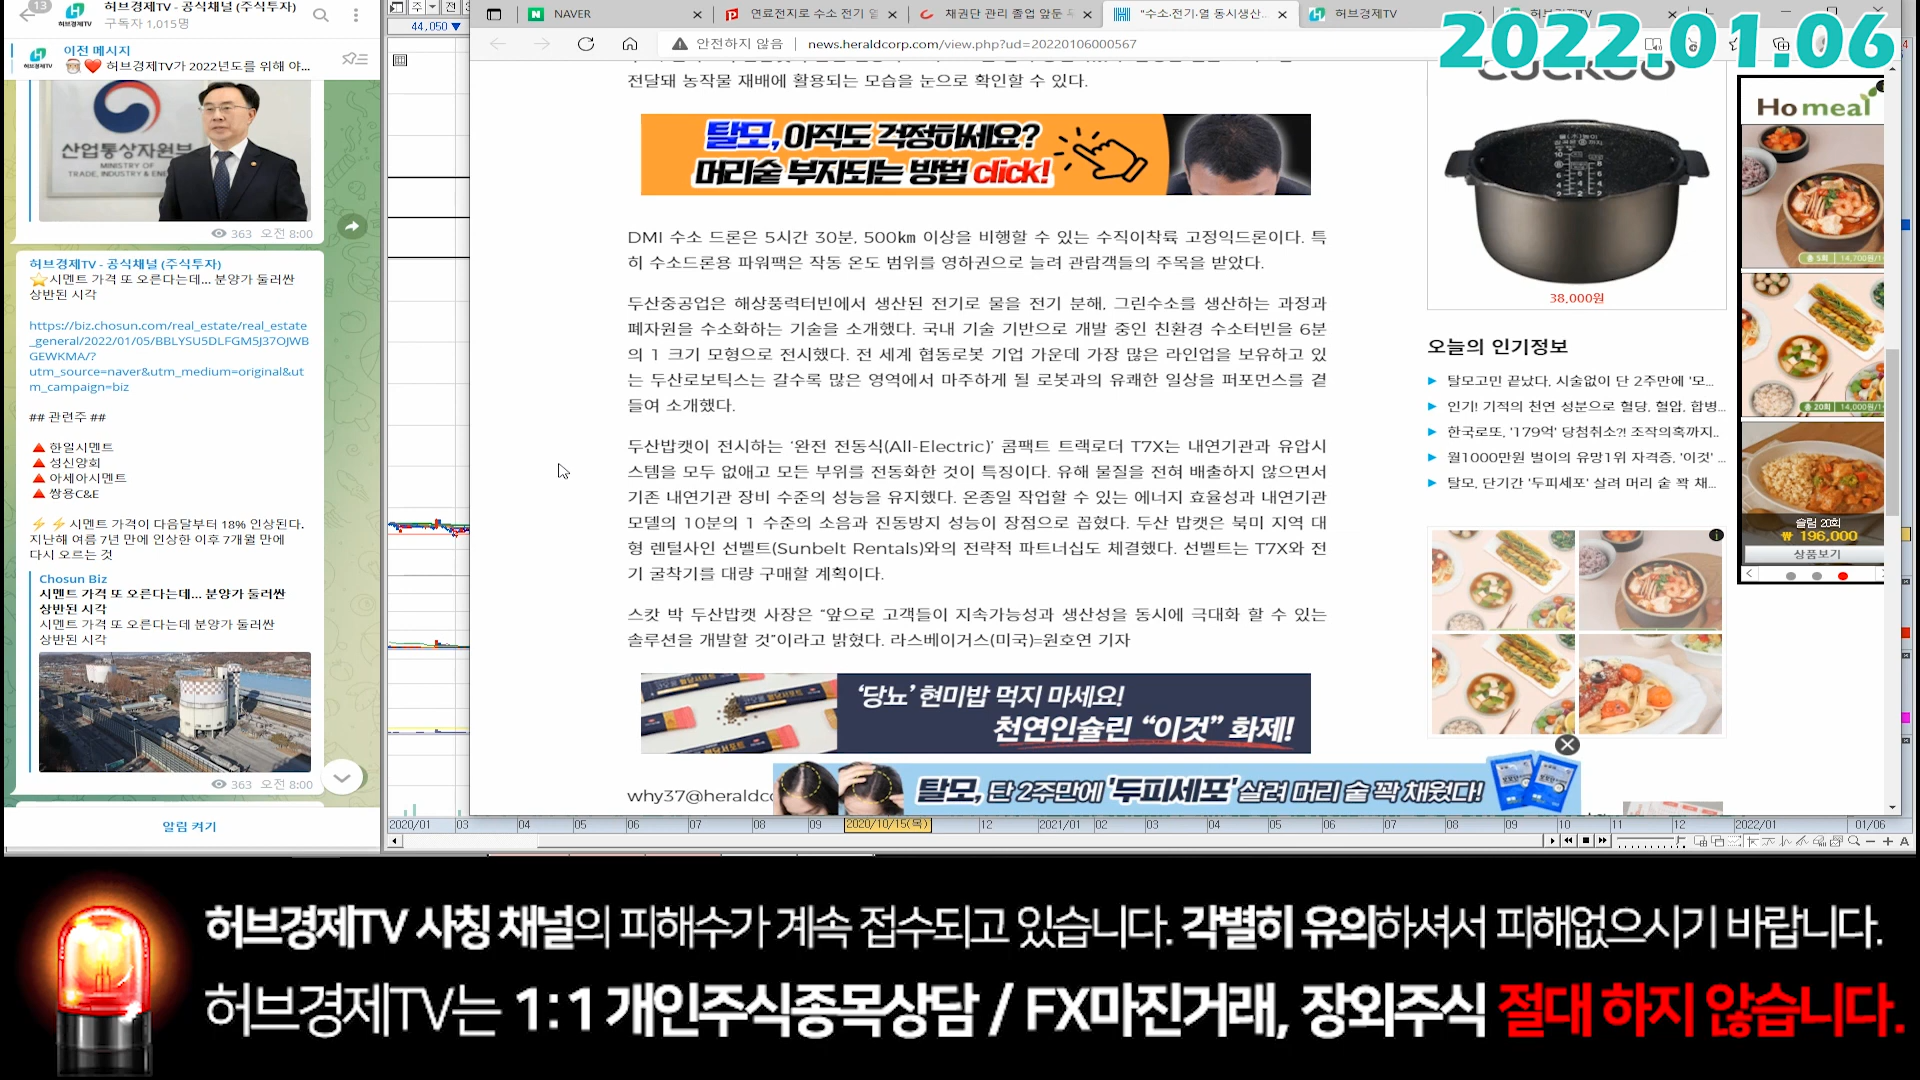 13
허브경제TV - 공식채널 (주식투자)
구독자 1,015명
이전 메시지
허브경제TV가 2022년도를 위해 야...
산업통상자원부
MINISTRY OF
TRADE, INDUSTRY & ENE
363 오전 8:00
허브경제TV - 공식채널 (주식투자)
⭐시멘트 가격 또 오른다는데... 분양가 둘러싼
상반된 시각
https://biz.chosun.com/real_estate/real_estate
_general/2022/01/05/BBLYSU5DLFGM5J37OJWB
GEWKMA/?
utm_source=naver&utm_medium=original&ut
m_campaign=biz
## 관련주 ##
🔺 한일시멘트
🔺 성신양회
🔺 아세아시멘트
🔺 쌍용C&E
⚡⚡시멘트 가격이 다음달부터 18% 인상된다.
지난해 여름 7년 만에 인상한 이후 7개월 만에
다시 오르는 것
Chosun Biz
시멘트 가격 또 오른다는데... 분양가 둘러싼
상반된 시각
시멘트 가격 또 오른다는데 분양가 둘러싼
상반된 시각
363 오전 8:00
알림 켜기
주 전
44,050 ▼
NAVER
연료전지로 수소 전기 열
채권단 관리 졸업 앞둔 두
"수소.전기.열 동시생산...
허브경제TV
안전하지 않음 news.heraldcorp.com/view.php?ud=20220106000567
2022.01.06
전달돼 농작물 재배에 활용되는 모습을 눈으로 확인할 수 있다.
탈모, 아직도 걱정하세요?
머리숱 부자되는 방법 click!
DMI 수소 드론은 5시간 30분, 500km 이상을 비행할 수 있는 수직이착륙 고정익드론이다. 특
히 수소드론용 파워팩은 작동 온도 범위를 영하권으로 늘려 관람객들의 주목을 받았다.
두산중공업은 해상풍력터빈에서 생산된 전기로 물을 전기 분해, 그린수소를 생산하는 과정과
폐자원을 수소화하는 기술을 소개했다. 국내 기술 기반으로 개발 중인 친환경 수소터빈을 6분
의 1 크기 모형으로 전시했다. 전 세계 협동로봇 기업 가운데 가장 많은 라인업을 보유하고 있
는 두산로보틱스는 갈수록 많은 영역에서 마주하게 될 로봇과의 유쾌한 일상을 퍼포먼스를 곁
들여 소개했다.
두산밥캣이 전시하는 '완전 전동식(All-Electric)' 콤팩트 트랙로더 T7X는 내연기관과 유압시
스템을 모두 없애고 모든 부위를 전동화한 것이 특징이다. 유해 물질을 전혀 배출하지 않으면서
기존 내연기관 장비 수준의 성능을 유지했다. 온종일 작업할 수 있는 에너지 효율성과 내연기관
모델의 10분의 1 수준의 소음과 진동방지 성능이 장점으로 꼽혔다. 두산 밥캣은 북미 지역 대
형 렌털사인 선벨트(Sunbelt Rentals)와의 전략적 파트너십도 체결했다. 선벨트는 T7X와 전
기 굴착기를 대량 구매할 계획이다.
스캇 박 두산밥캣 사장은 "앞으로 고객들이 지속가능성과 생산성을 동시에 극대화 할 수 있는
솔루션을 개발할 것"이라고 밝혔다. 라스베이거스(미국)=원호연 기자
'당뇨' 현미밥 먹지 마세요!
천연인슐린 "이것" 화제!
why37@heraldco
탈모, 단 2주만에 '두피세포' 살려 머리 숱 꽉 채웠다!
CUCKOO
38,000원
오늘의 인기정보
탈모고민 끝났다, 시술없이 단 2주만에 '모...
인기! 기적의 천연 성분으로 혈당, 혈압, 합병...
한국로또, '179억' 당첨취소?! 조작의혹까지..
월1000만원 벌이의 유망1위 자격증, '이것' ...
탈모, 단기간 '두피세포' 살려 머리 숱 꽉 채...
Homeal
총 5회 14,700원/1
총 20회 14,000원/1
슬림 20회
₩ 196,000
상품보기
2020/01 03 04 05 06 07 08 09 2020/10/15(목) 12 2021/01 02 03 04 05 06 07 08 09 10 11 12 2022/01 01/06
허브경제TV 사칭 채널의 피해수가 계속 접수되고 있습니다. 각별히 유의하셔서 피해없으시기 바랍니다.
허브경제TV는 1:1 개인주식종목상담 / FX마진거래, 장외주식 절대 하지 않습니다.